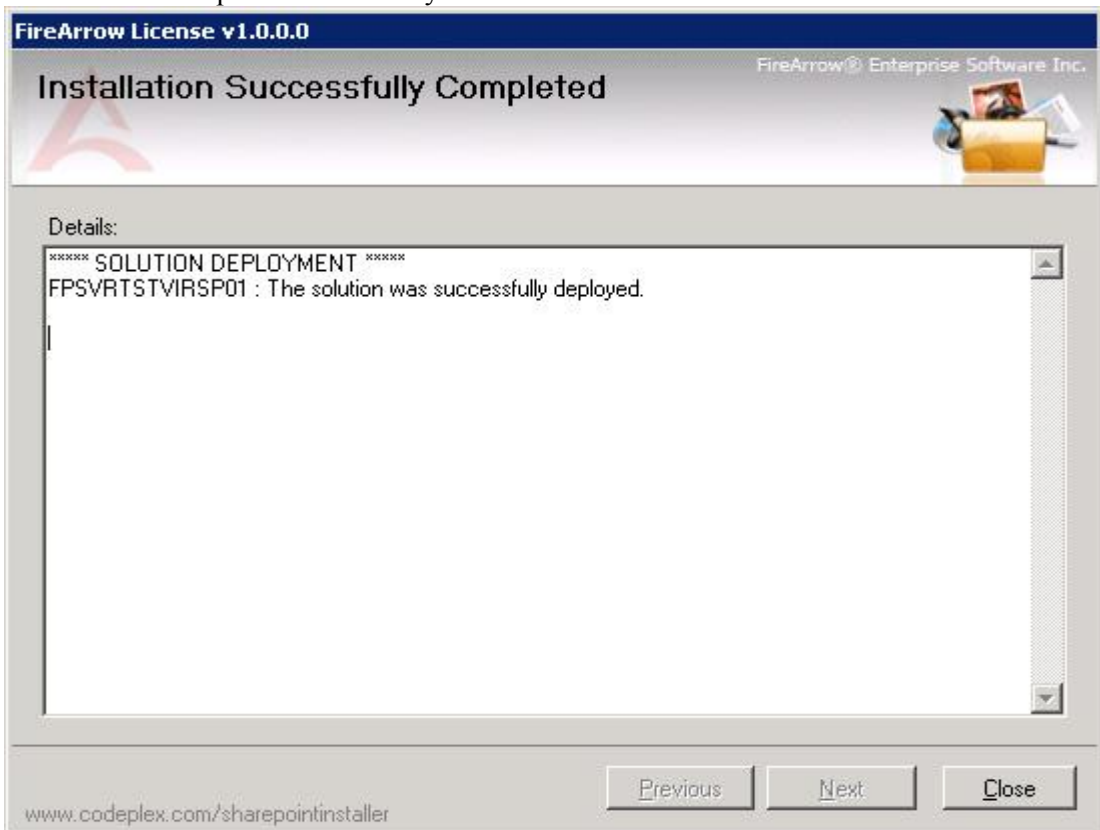 FireArrow License v1.0.0.0
FireArrow® Enterprise Software Inc.
Installation Successfully Completed
Details:
***** SOLUTION DEPLOYMENT *****
FPSVRTSTVIRSP01 : The solution was successfully deployed.
Previous
Next
Close
www.codeplex.com/sharepointinstaller